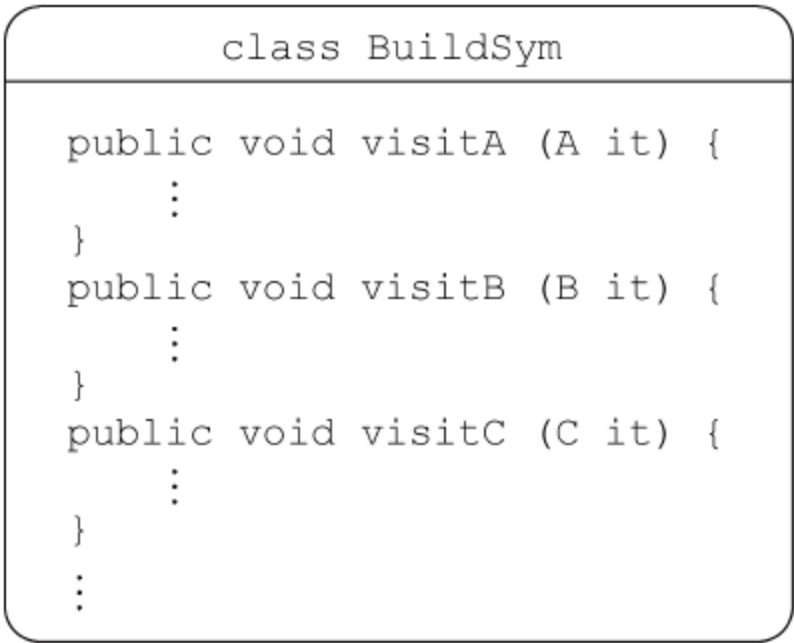 class BuildSym
public void visitA (A it) {
⋮
}
public void visitB (B it) {
⋮
}
public void visitC (C it) {
⋮
}
⋮